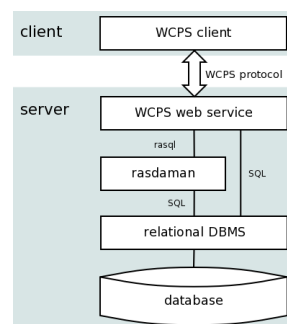 client
WCPS client
WCPS protocol
server
WCPS web service
rasql
rasdaman
SQL
SQL
relational DBMS
database